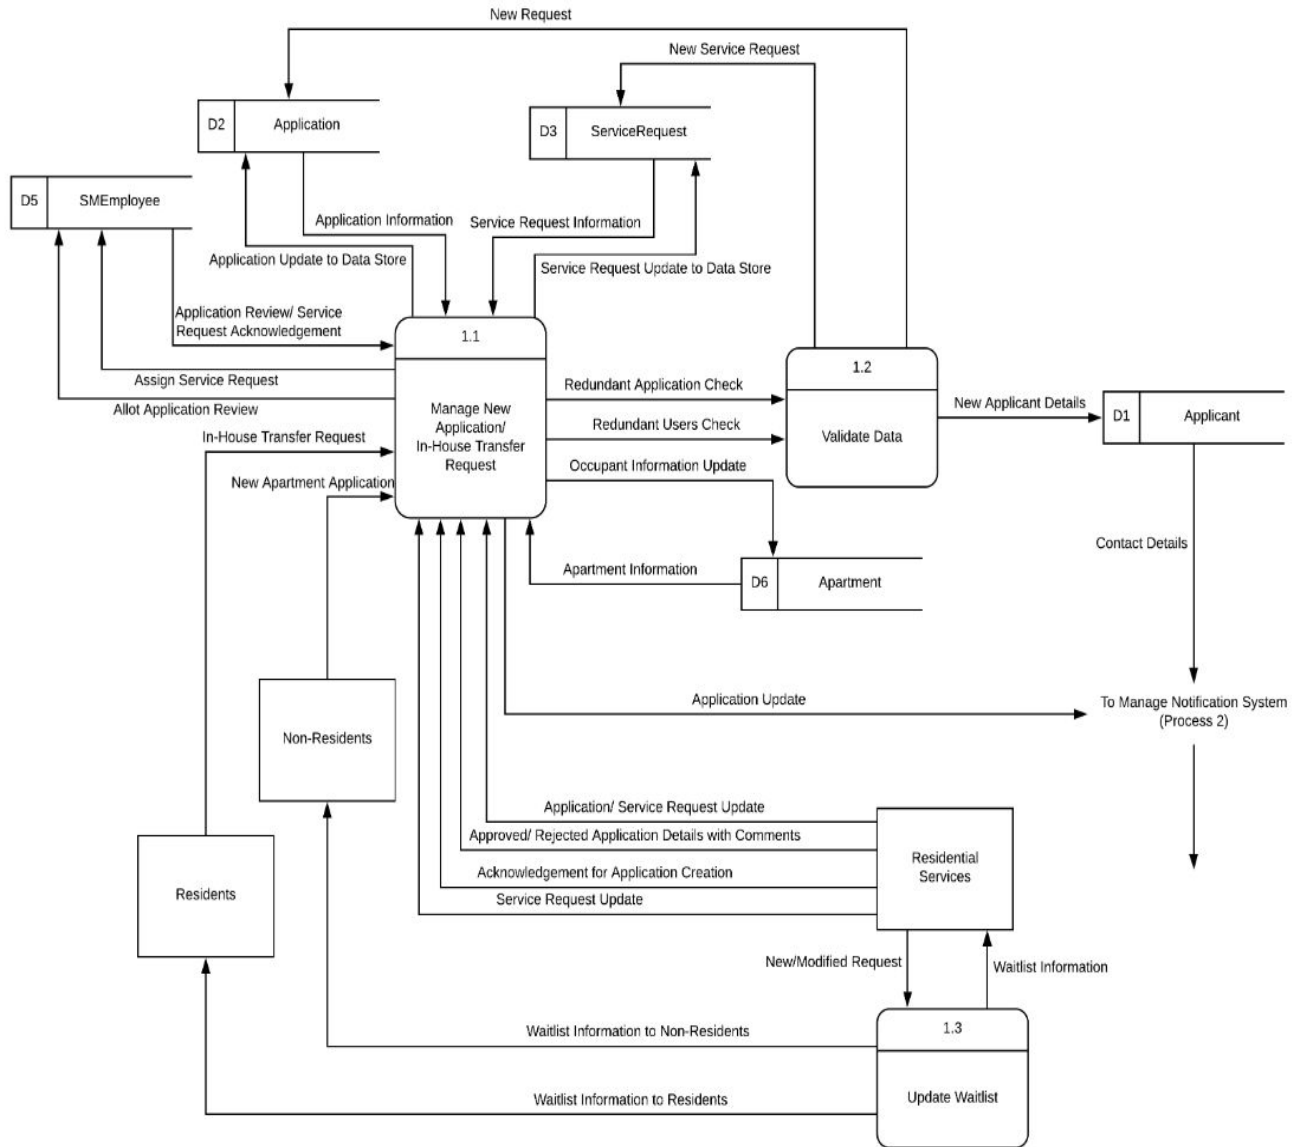 New Request
New Service Request
D2
Application
D3
ServiceRequest
D5
SMEmployee
Application Information
Service Request Information
Application Update to Data Store
Service Request Update to Data Store
Application Review/ Service
Request Acknowledgement
1.1
1.2
Assign Service Request
Redundant Application Check
Allot Application Review
Manage New
Application/
In-House Transfer
Request
New Applicant Details
D1
Applicant
Redundant Users Check
Validate Data
In-House Transfer Request
Occupant Information Update
New Apartment Application
Contact Details
Apartment Information
D6
Apartment
Application Update
To Manage Notification System
(Process 2)
Non-Residents
Application/ Service Request Update
Approved/ Rejected Application Details with Comments
Residential
Services
Acknowledgement for Application Creation
Residents
Service Request Update
New/Modified Request
Waitlist Information
1.3
Waitlist Information to Non-Residents
Update Waitlist
Waitlist Information to Residents